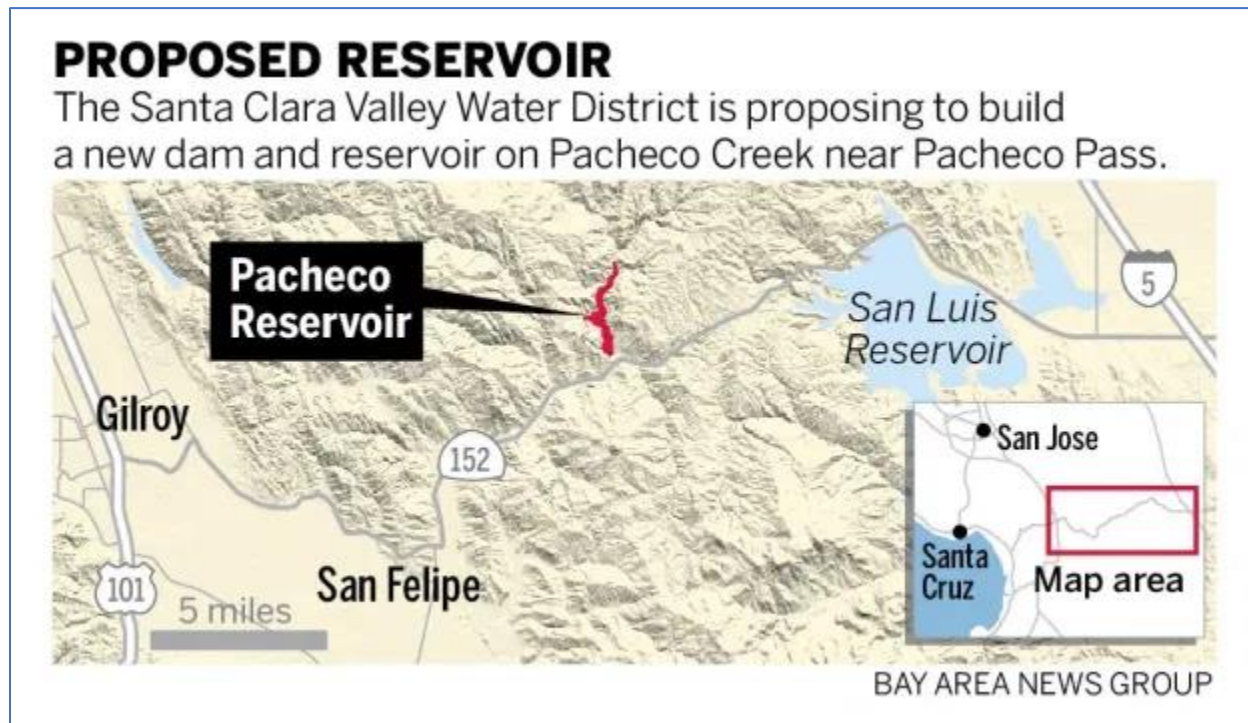 PROPOSED RESERVOIR
The Santa Clara Valley Water District is proposing to build
a new dam and reservoir on Pacheco Creek near Pacheco Pass.
Pacheco
Reservoir
5
San Luis
Reservoir
Gilroy
152
San Jose
101
5 miles
San Felipe
Santa
Cruz
Map area
BAY AREA NEWS GROUP